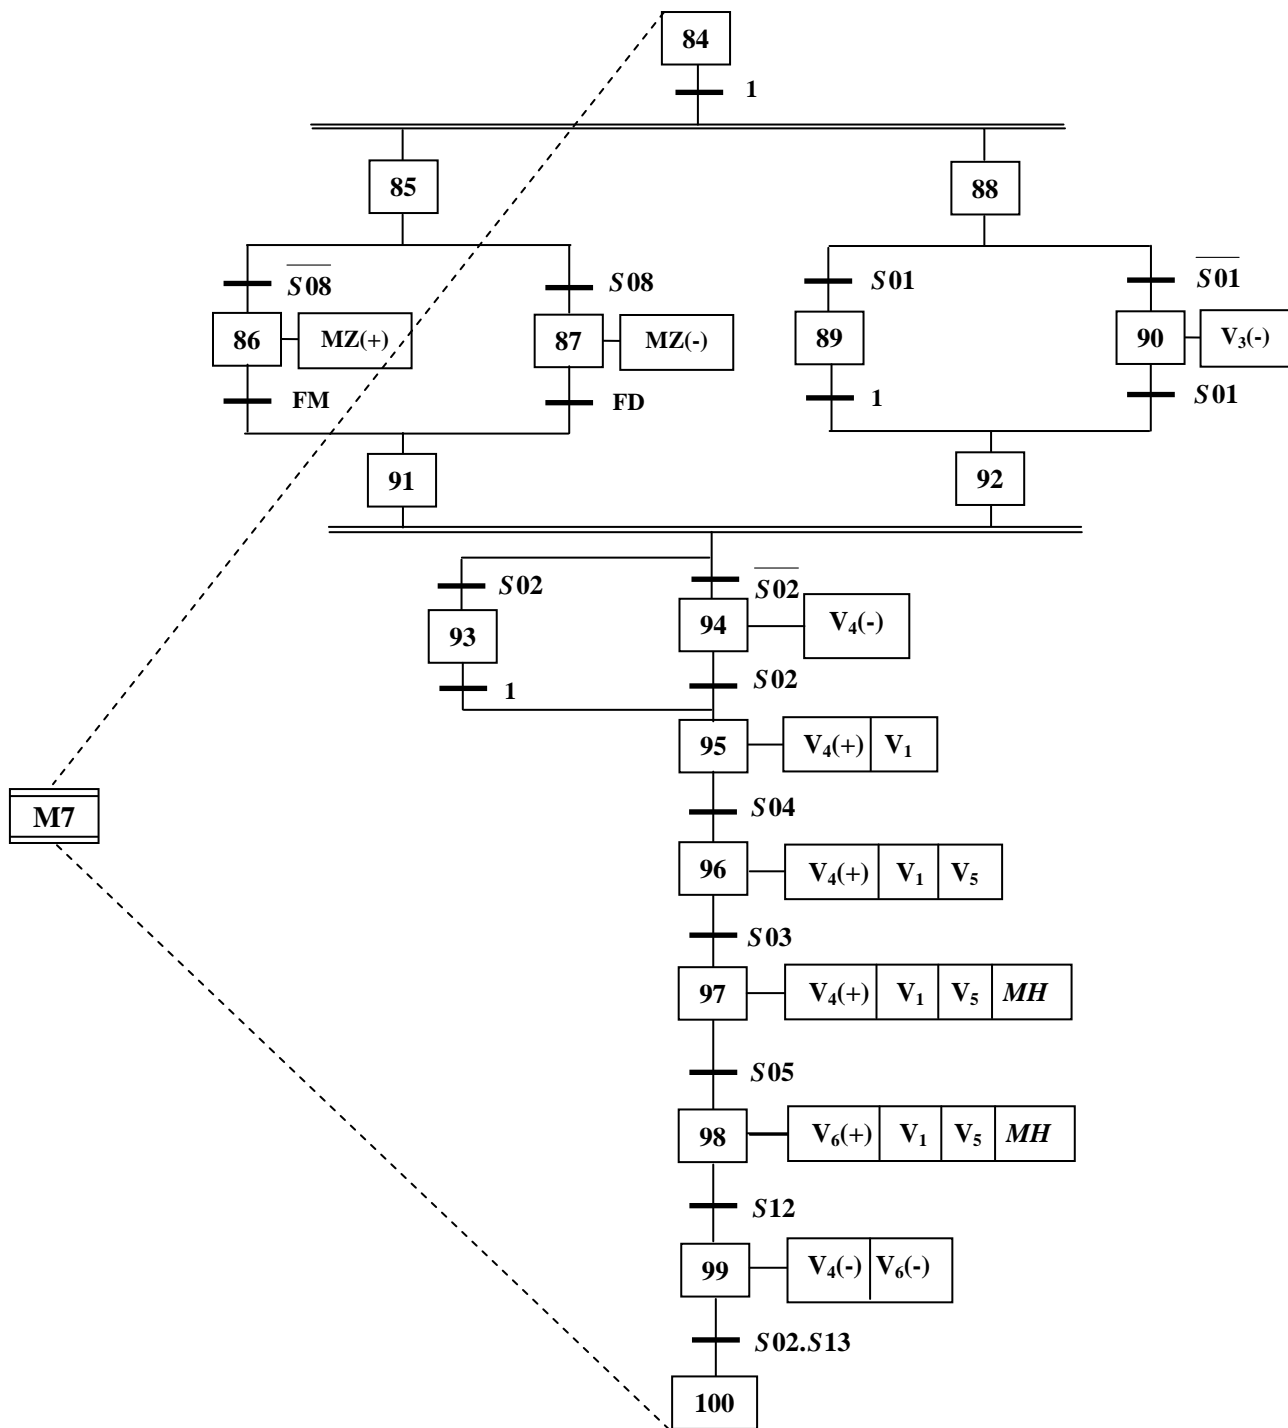 84
1
85
88
S08
S08
S01
S01
86
MZ(+)
87
MZ(-)
89
90
V₃(-)
FM
FD
1
S01
91
92
S02
S02
93
94
V₄(-)
1
S02
95
V₄(+) V₁
M7
S04
96
V₄(+) V₁ V₅
S03
97
V₄(+) V₁ V₅ MH
S05
98
V₆(+) V₁ V₅ MH
S12
99
V₄(-) V₆(-)
S02.S13
100